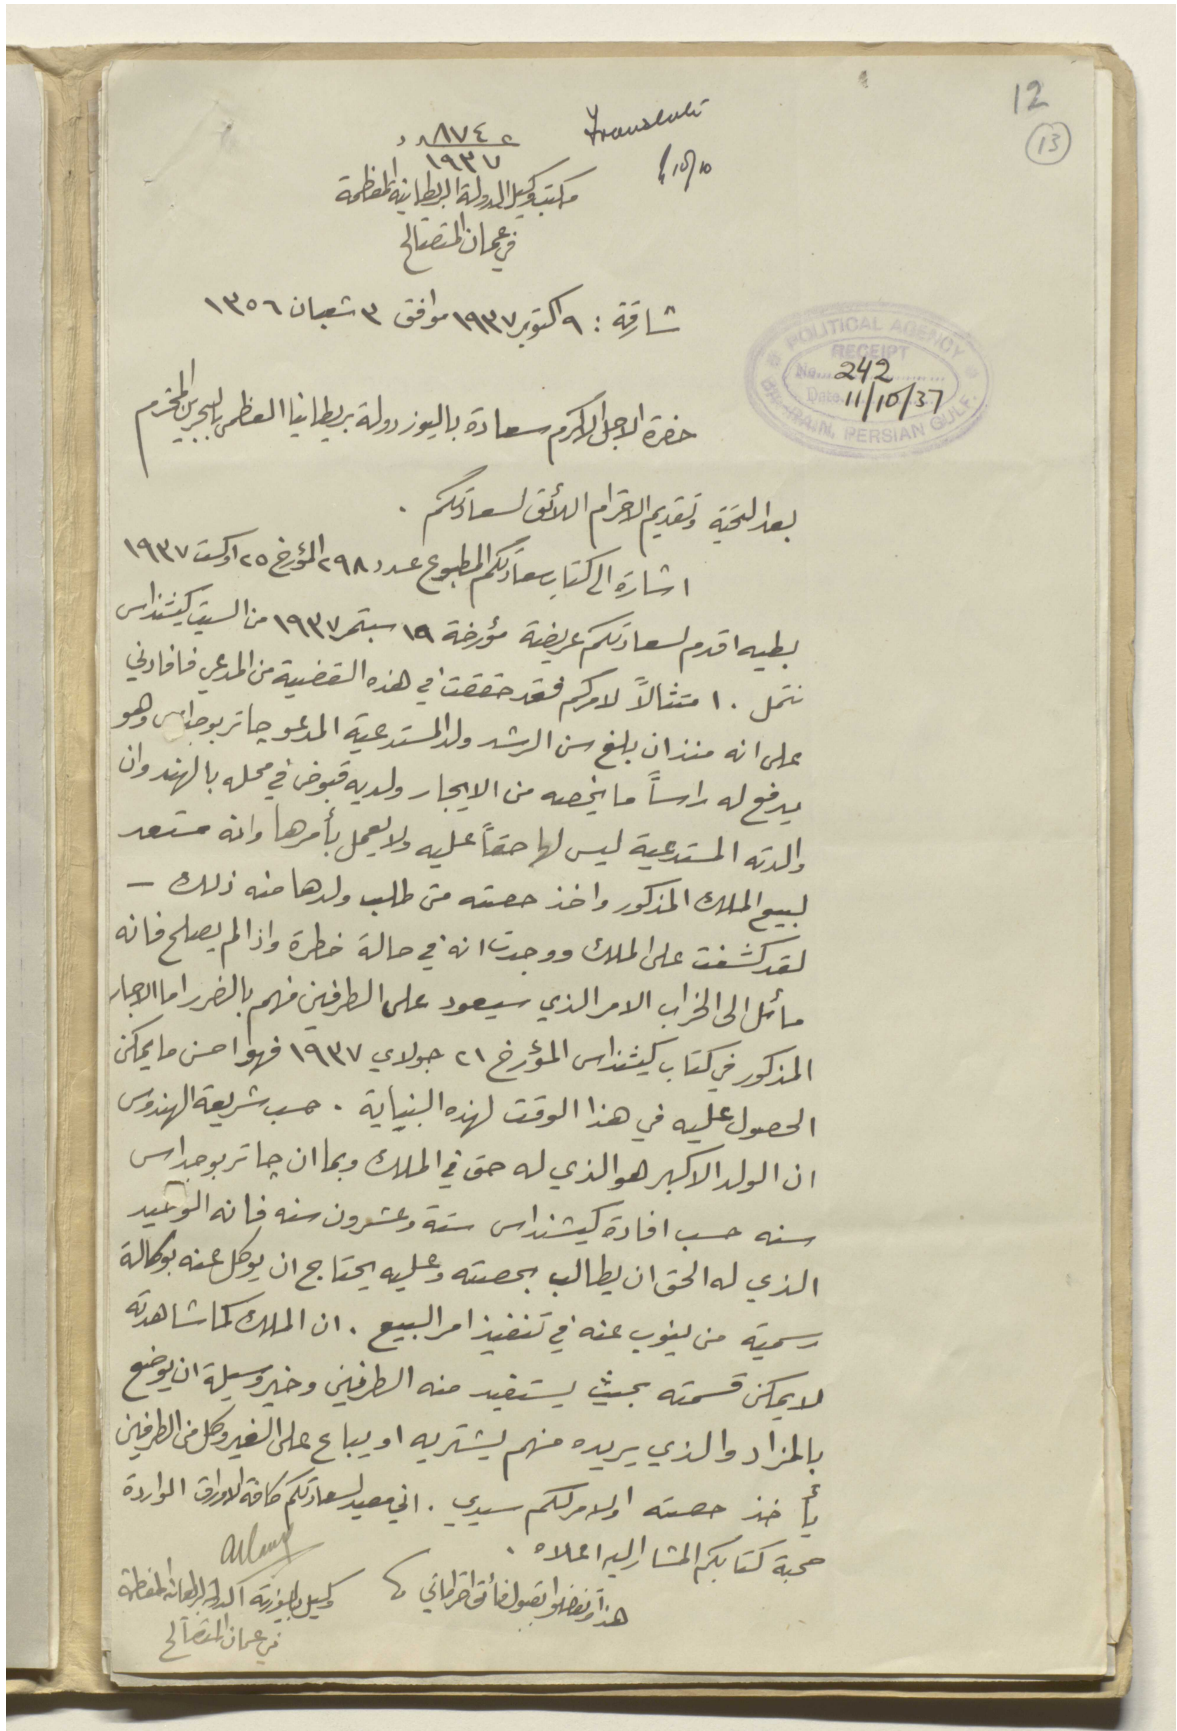 12
13
Translate
15/10
عدد ٨٧٤
١٩٣٧
مكتب وكيل الدولة البريطانية المعظمة
في عمان المتصالح
شارقة : ٩ اكتوبر ١٩٣٧ موافق ٣ شعبان ١٣٥٦
POLITICAL AGENCY
RECEIPT
No. 242
Date 11/10/37
BAHRAIN, PERSIAN GULF.
حضرة الاجل الاكرم سعادة باليوز دولة بريطانيا العظمى بالبحرين المحترم
بعد التحية وتقديم الاحترام اللائق لسعادتكم .
اشارة الى كتاب سعادتكم المطبوع عدد ٢٩٨ المؤرخ ٢٥ اوكست ١٩٣٧
بطيه اقدم لسعادتكم عريضة مؤرخة ١٩ سبتمبر ١٩٣٧ من السيت كيشنداس
نتمل . امتثالاً لامركم فقد حققت في هذه القضية من المدعي فافادني
على انه منذ ان بلغ سن الرشد ولد المستدعية المدعو چاتربوجداس وهو
يدفع له راساً ما يخصه من الايجار ولديه قبوض في محله بالهند وان
والدته المستدعية ليس لها حقاً عليه ولا يعمل بأمرها وانه مستعد
لبيع الملك المذكور واخذ حصته متى طلب ولدها منه ذلك –
لقد كشفت على الملك ووجدت انه في حالة خطرة واذا لم يصلح فانه
مائل الى الخراب الامر الذي سيعود على الطرفين منهم بالضرر اما الايجار
المذكور في كتاب كيشنداس المؤرخ ٢١ جولاي ١٩٣٧ فهو احسن ما يمكن
الحصول عليه في هذا الوقت لهذه البناية . حسب شريعة الهندوس
ان الولد الاكبر هو الذي له حق في الملك وبما ان چاتربوجداس
سنه حسب افادة كيشنداس ستة وعشرون سنه فانه الوحيد
الذي له الحق ان يطالب بحصته وعليه يحتاج ان يوكل عنه بوكالة
رسمية من ينوب عنه في تنفيذ امر البيع . ان الملك كما شاهدته
لا يمكن قسمته بحيث يستفيد منه الطرفين وخير وسيلة ان يوضع
بالمزاد والذي يريده منهم يشتريه او يباع على الغير وكل من الطرفين
يأخذ حصته والامر لكم سيدي . اني معيد لسعادتكم كافة الاوراق الواردة
صحبة كتابكم المشار اليه اعلاه .
هذا وتفضلوا بقبول فائق احتراماتي
وكيل باليوزية الدولة البريطانية المعظمة
في عمان المتصالح